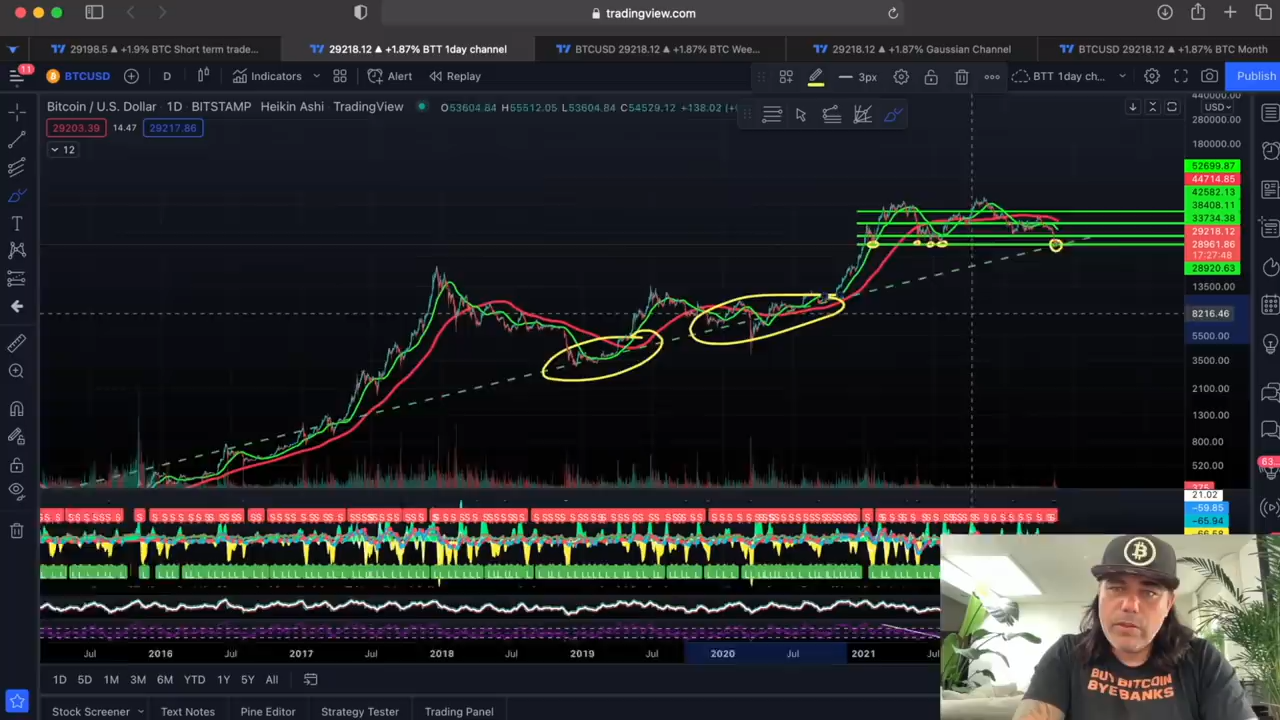 tradingview.com
29198.5 ▲ +1.9% BTC Short term trade...
29218.12 ▲ +1.87% BTT 1day channel
BTCUSD 29218.12 ▲ +1.87% BTC Wee...
29218.12 ▲ +1.87% Gaussian Channel
BTCUSD 29218.12 ▲ +1.87% BTC Month
11
BTCUSD
D
Indicators
Alert
Replay
3px
BTT 1day ch...
Publish
Bitcoin / U.S. Dollar 1D BITSTAMP Heikin Ashi TradingView
O53604.84 H55512.05 L53604.84 C54529.12 +138.02 (+
USD
29203.39 14.47 29217.86
12
440000.00
280000.00
180000.00
62699.87
44714.85
42582.13
38408.11
33734.38
29218.12
28961.86
17:27:48
28920.63
13500.00
8216.46
5500.00
3500.00
2100.00
1300.00
800.00
520.00
375
21.02
−59.85
−65.94
63...
Jul 2016 Jul 2017 Jul 2018 Jul 2019 Jul 2020 Jul 2021 Jul
1D 5D 1M 3M 6M YTD 1Y 5Y All
Stock Screener Text Notes Pine Editor Strategy Tester Trading Panel
BUY BITCOIN
BYEBANKS